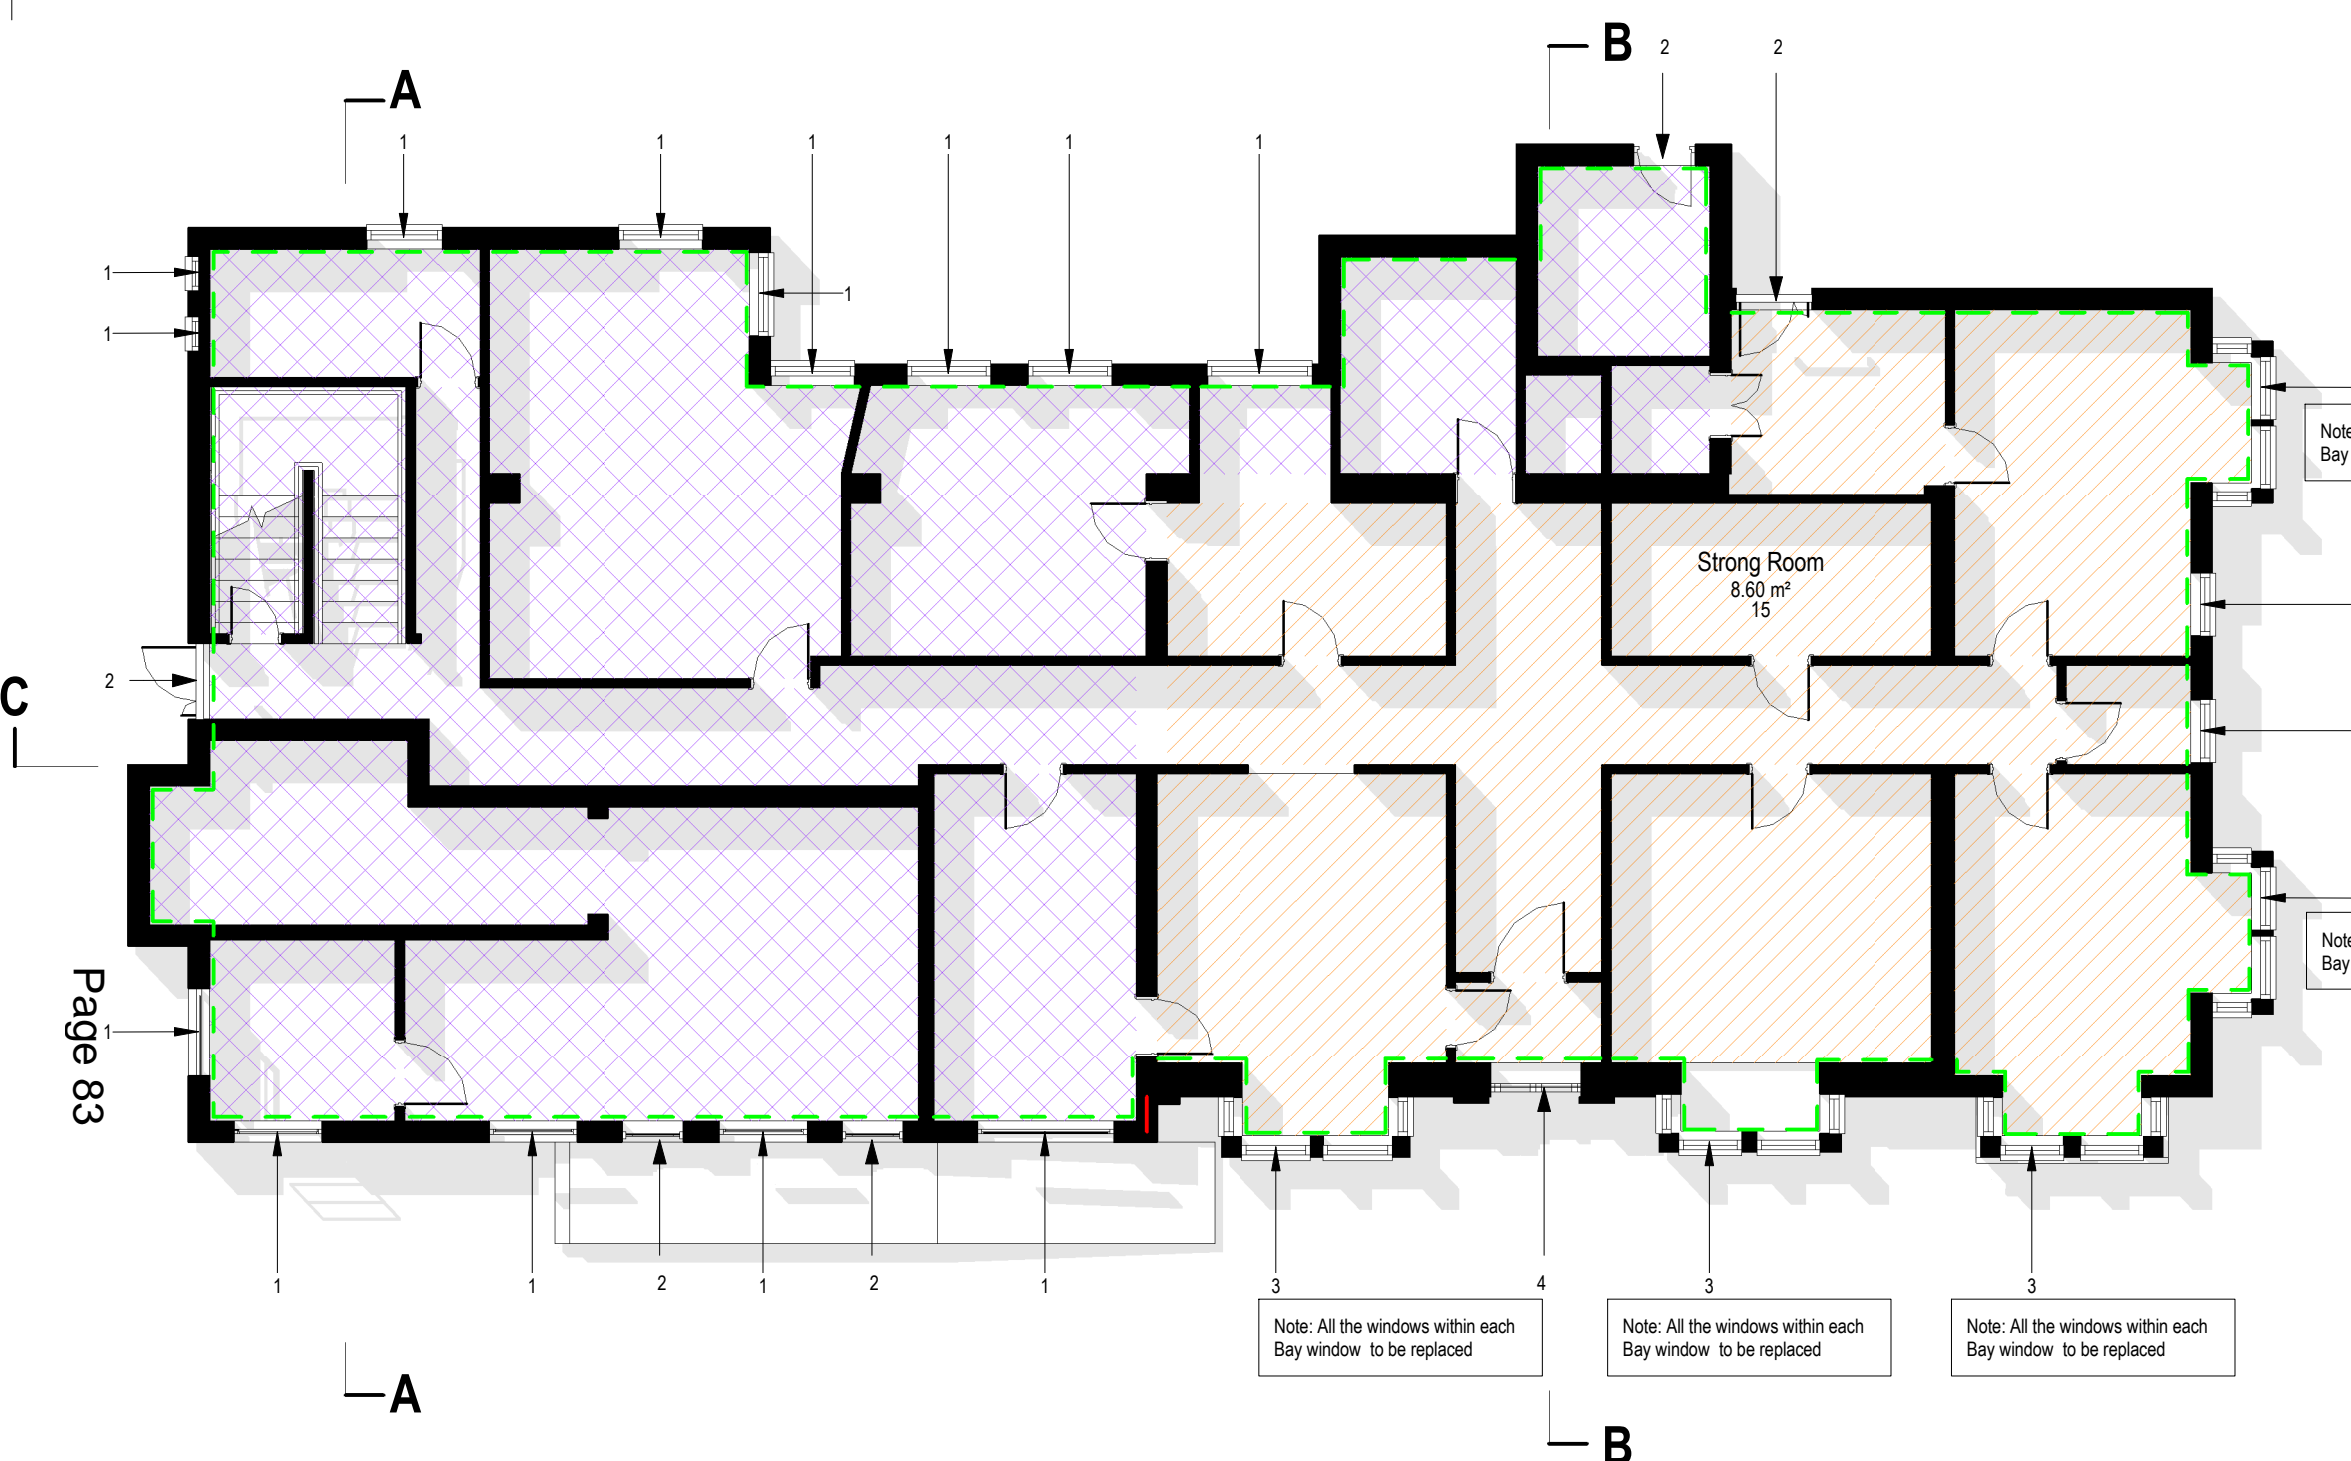 B
2
2
A
1
1
1
1
1
1
1
1
1
Note
Bay
Strong Room
8.60 m²
15
C
2
Note
Bay
Page 83
1
1
1
2
1
2
1
3
4
3
3
Note: All the windows within each
Bay window to be replaced
Note: All the windows within each
Bay window to be replaced
Note: All the windows within each
Bay window to be replaced
A
B